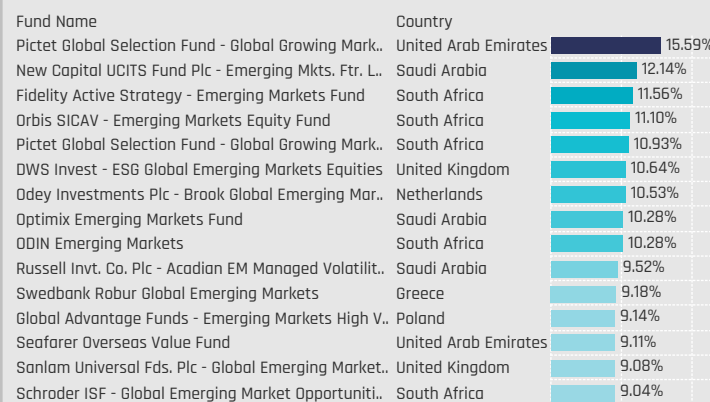 Fund Name Country
Pictet Global Selection Fund - Global Growing Mark.. United Arab Emirates 15.59%
New Capital UCITS Fund Plc - Emerging Mkts. Ftr. L.. Saudi Arabia 12.14%
Fidelity Active Strategy - Emerging Markets Fund South Africa 11.56%
Orbis SICAV - Emerging Markets Equity Fund South Africa 11.10%
Pictet Global Selection Fund - Global Growing Mark.. South Africa 10.93%
DWS Invest - ESG Global Emerging Markets Equities United Kingdom 10.64%
Odey Investments Plc - Brook Global Emerging Mar.. Netherlands 10.53%
Optimix Emerging Markets Fund Saudi Arabia 10.28%
ODIN Emerging Markets South Africa 10.28%
Russell Invt. Co. Plc - Acadian EM Managed Volatilit.. Saudi Arabia 9.52%
Swedbank Robur Global Emerging Markets Greece 9.18%
Global Advantage Funds - Emerging Markets High V.. Poland 9.14%
Seafarer Overseas Value Fund United Arab Emirates 9.11%
Sanlam Universal Fds. Plc - Global Emerging Market.. United Kingdom 9.08%
Schroder ISF - Global Emerging Market Opportuniti.. South Africa 9.04%